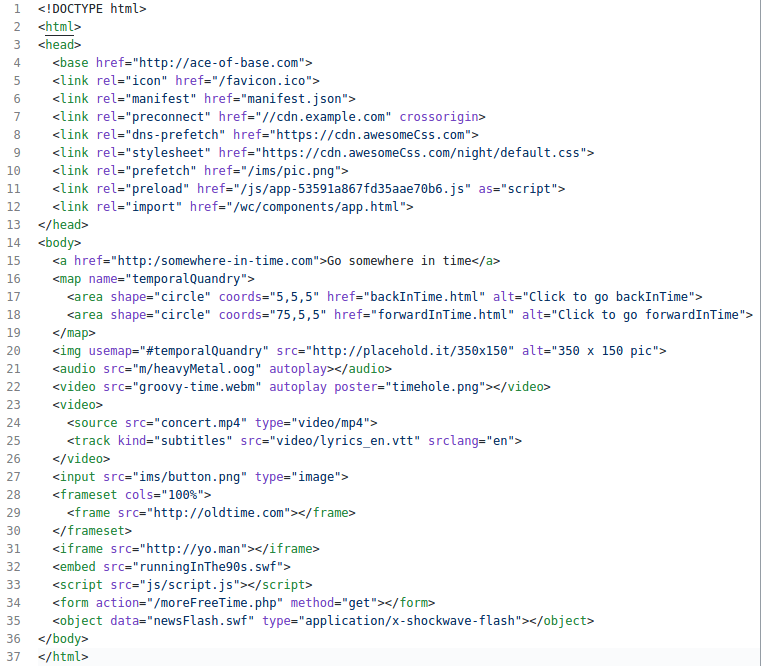 1 <!DOCTYPE html>
2 <html>
3 <head>
4 <base href="http://ace-of-base.com">
5 <link rel="icon" href="/favicon.ico">
6 <link rel="manifest" href="manifest.json">
7 <link rel="preconnect" href="//cdn.example.com" crossorigin>
8 <link rel="dns-prefetch" href="https://cdn.awesomeCss.com">
9 <link rel="stylesheet" href="https://cdn.awesomeCss.com/night/default.css">
10 <link rel="prefetch" href="/ims/pic.png">
11 <link rel="preload" href="/js/app-53591a867fd35aae70b6.js" as="script">
12 <link rel="import" href="/wc/components/app.html">
13 </head>
14 <body>
15 <a href="http:/somewhere-in-time.com">Go somewhere in time</a>
16 <map name="temporalQuandry">
17 <area shape="circle" coords="5,5,5" href="backInTime.html" alt="Click to go backInTime">
18 <area shape="circle" coords="75,5,5" href="forwardInTime.html" alt="Click to go forwardInTime">
19 </map>
20 <img usemap="#temporalQuandry" src="http://placehold.it/350x150" alt="350 x 150 pic">
21 <audio src="m/heavyMetal.oog" autoplay></audio>
22 <video src="groovy-time.webm" autoplay poster="timehole.png"></video>
23 <video>
24 <source src="concert.mp4" type="video/mp4">
25 <track kind="subtitles" src="video/lyrics_en.vtt" srclang="en">
26 </video>
27 <input src="ims/button.png" type="image">
28 <frameset cols="100%">
29 <frame src="http://oldtime.com"></frame>
30 </frameset>
31 <iframe src="http://yo.man"></iframe>
32 <embed src="runningInThe90s.swf">
33 <script src="js/script.js"></script>
34 <form action="/moreFreeTime.php" method="get"></form>
35 <object data="newsFlash.swf" type="application/x-shockwave-flash"></object>
36 </body>
37 </html>